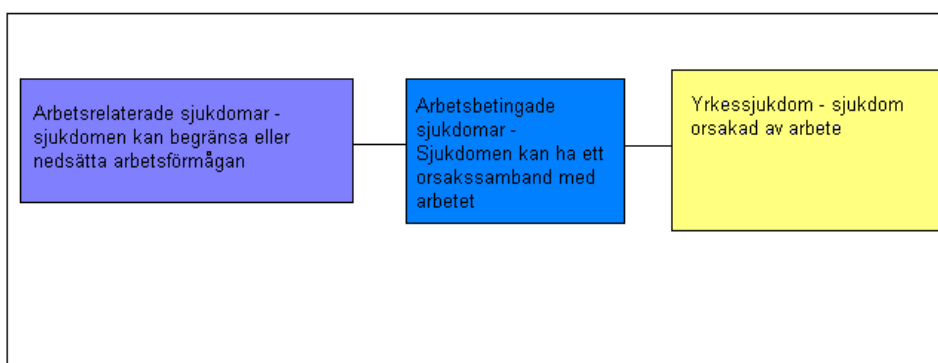 Arbetsrelaterade sjukdomar -
sjukdomen kan begränsa eller
nedsätta arbetsförmågan
Arbetsbetingade
sjukdomar -
Sjukdomen kan ha ett
orsakssamband med
arbetet
Yrkessjukdom - sjukdom
orsakad av arbete